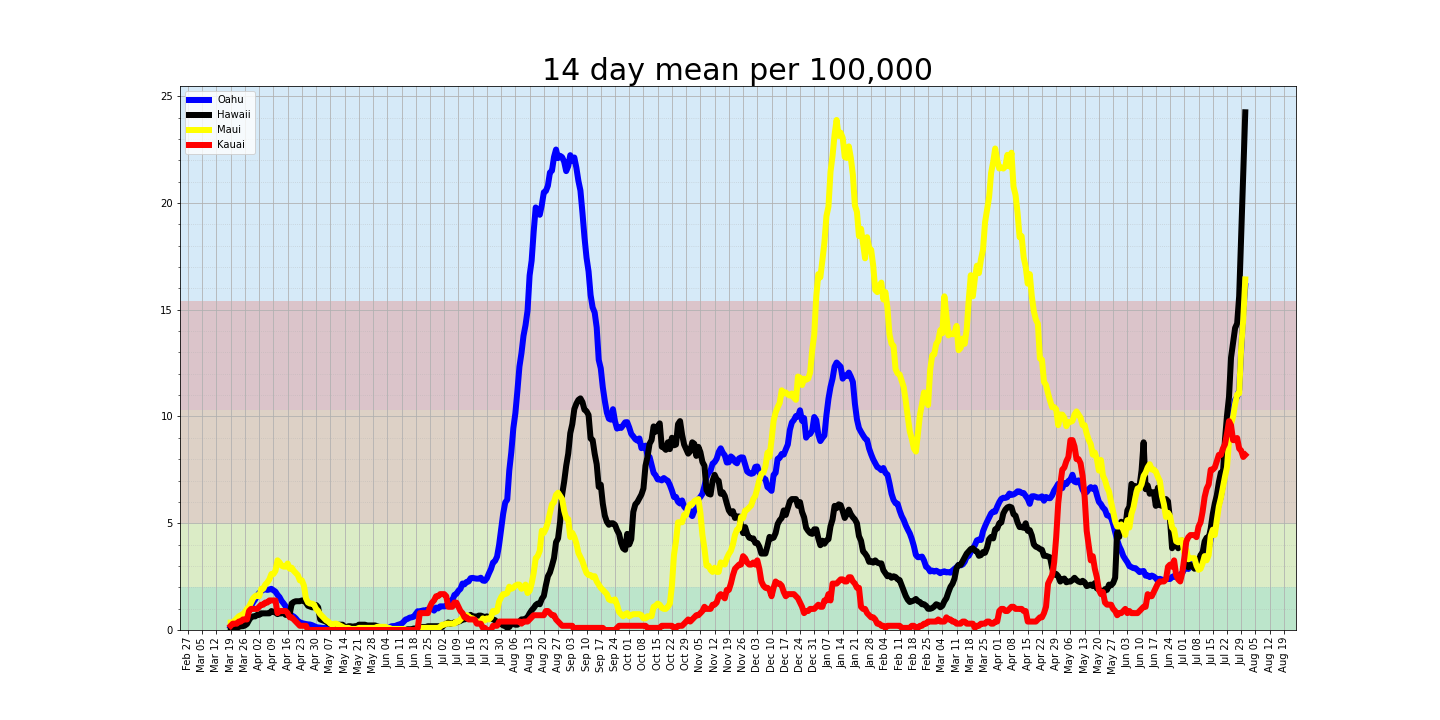 14 day mean per 100,000
25
20
15
10
5
0
Oahu
Hawaii
Maui
Kauai
Feb 27
Mar 05
Mar 12
Mar 19
Mar 26
Apr 02
Apr 09
Apr 16
Apr 23
Apr 30
May 07
May 14
May 21
May 28
Jun 04
Jun 11
Jun 18
Jun 25
Jul 02
Jul 09
Jul 16
Jul 23
Jul 30
Aug 06
Aug 13
Aug 20
Aug 27
Sep 03
Sep 10
Sep 17
Sep 24
Oct 01
Oct 08
Oct 15
Oct 22
Oct 29
Nov 05
Nov 12
Nov 19
Nov 26
Dec 03
Dec 10
Dec 17
Dec 24
Dec 31
Jan 07
Jan 14
Jan 21
Jan 28
Feb 04
Feb 11
Feb 18
Feb 25
Mar 04
Mar 11
Mar 18
Mar 25
Apr 01
Apr 08
Apr 15
Apr 22
Apr 29
May 06
May 13
May 20
May 27
Jun 03
Jun 10
Jun 17
Jun 24
Jul 01
Jul 08
Jul 15
Jul 22
Jul 29
Aug 05
Aug 12
Aug 19